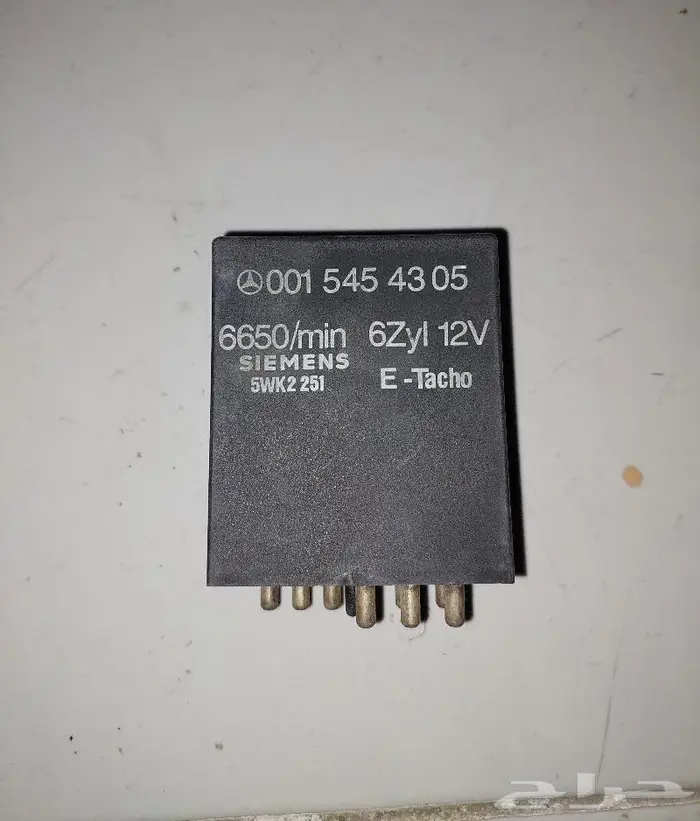 001 545 43 05
6650/min 6Zyl 12V
SIEMENS
5WK2 251 E-Tacho
حراج